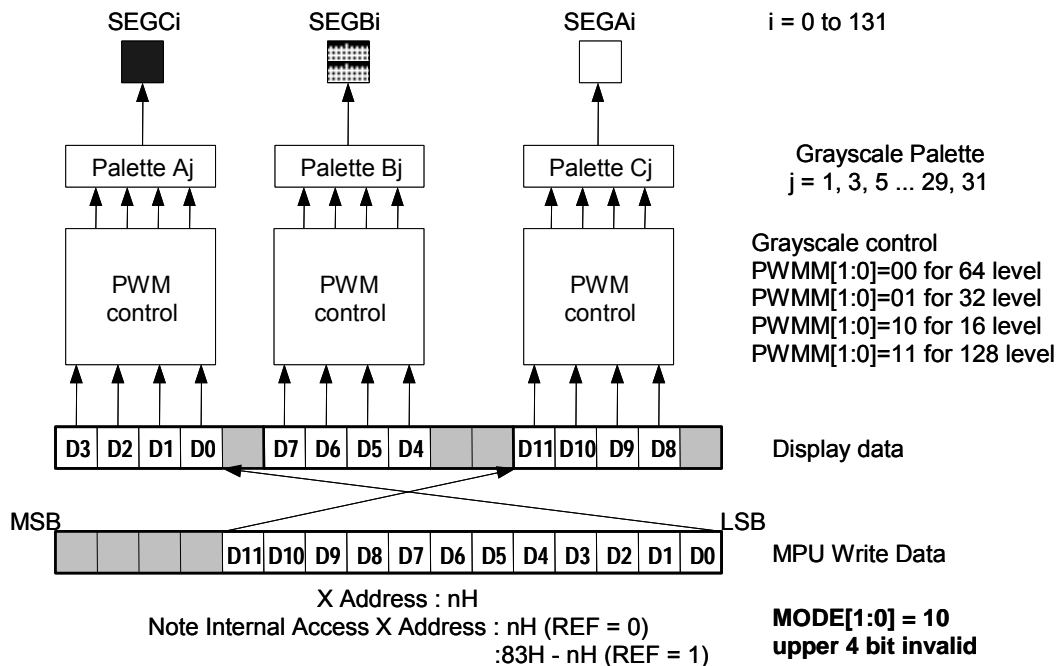 SEGCi SEGBi SEGAi i = 0 to 131
Palette Aj Palette Bj Palette Cj
Grayscale Palette
j = 1, 3, 5 ... 29, 31
PWM control PWM control PWM control
Grayscale control
PWMM[1:0]=00 for 64 level
PWMM[1:0]=01 for 32 level
PWMM[1:0]=10 for 16 level
PWMM[1:0]=11 for 128 level
D3 D2 D1 D0 D7 D6 D5 D4 D11 D10 D9 D8 Display data
MSB LSB
D11 D10 D9 D8 D7 D6 D5 D4 D3 D2 D1 D0 MPU Write Data
X Address : nH
Note Internal Access X Address : nH (REF = 0)
:83H - nH (REF = 1)
MODE[1:0] = 10
upper 4 bit invalid